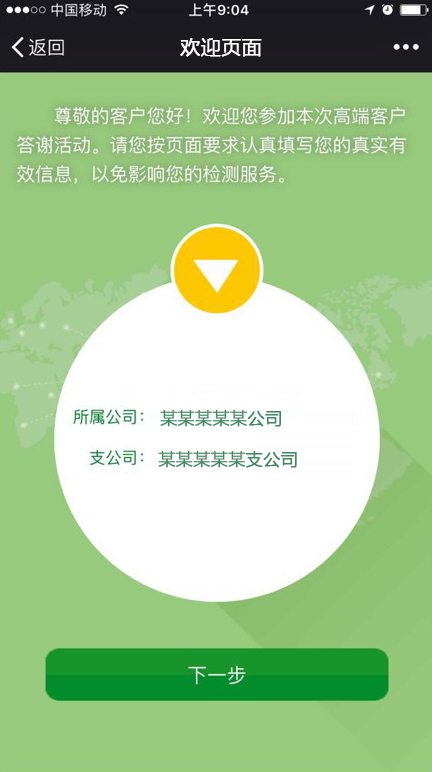 中国移动 上午9:04
返回 欢迎页面
尊敬的客户您好！欢迎您参加本次高端客户
答谢活动。请您按页面要求认真填写您的真实有
效信息，以免影响您的检测服务。
所属公司： 某某某某某公司
支公司： 某某某某某支公司
下一步